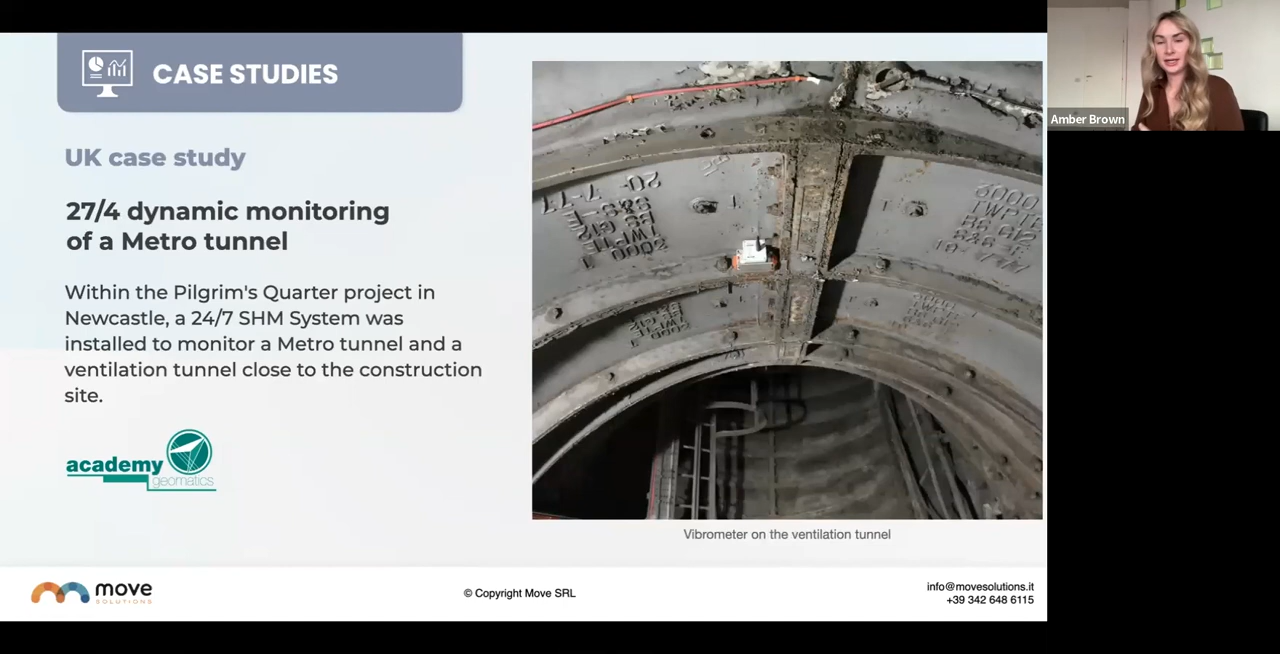 CASE STUDIES
UK case study
27/4 dynamic monitoring
of a Metro tunnel
Within the Pilgrim's Quarter project in
Newcastle, a 24/7 SHM System was
installed to monitor a Metro tunnel and a
ventilation tunnel close to the construction
site.
academy
geomatics
Vibrometer on the ventilation tunnel
move
SOLUTIONS
© Copyright Move SRL
info@movesolutions.it
+39 342 648 6115
Amber Brown